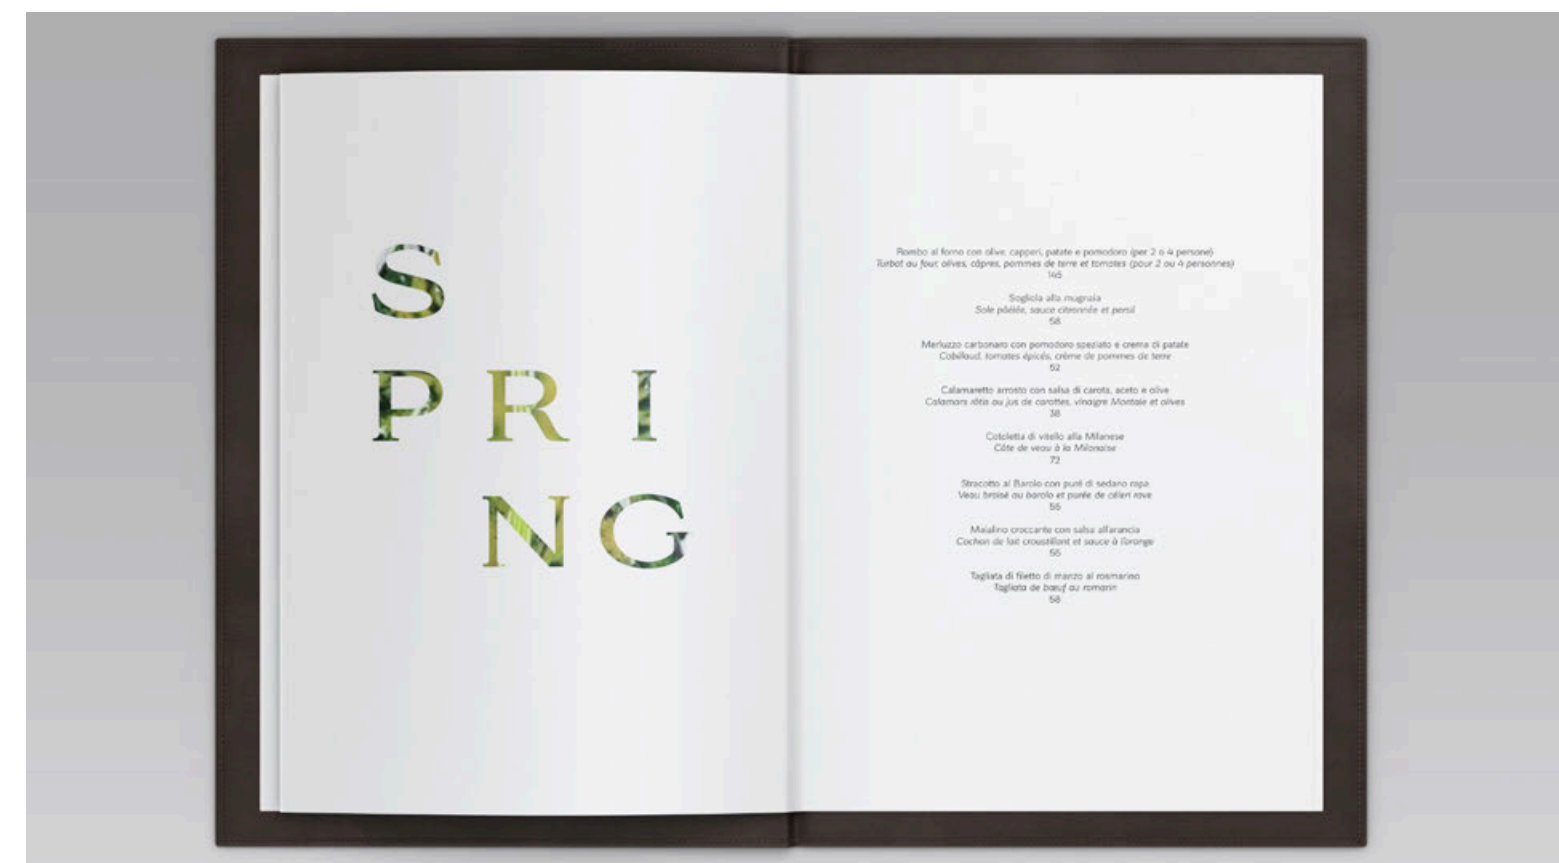 S
P R I
N G
Rombo al forno con olive, capperi, patate e pomodoro (per 2 o 4 persone)
Turbot au four, olives, câpres, pommes de terre et tomates (pour 2 ou 4 personnes)
145
Sogliola alla mugnaia
Sole pôelée, sauce citronnée et persil
58
Merluzzo carbonaro con pomodoro speziato e crema di patate
Cabillaud, tomates épicés, crème de pommes de terre
52
Calamaretto arrosto con salsa di carota, aceto e olive
Calamars rôtis au jus de carottes, vinaigre Montale et olives
38
Cotoletta di vitello alla Milanese
Côte de veau à la Milanaise
72
Stracotto al Barolo con puré di sedano rapa
Veau braisé au barolo et purée de céleri rave
55
Maialino croccante con salsa all'arancia
Cochon de lait croustillant et sauce à l'orange
55
Tagliata di filetto di manzo al rosmarino
Tagliata de bœuf au romarin
58